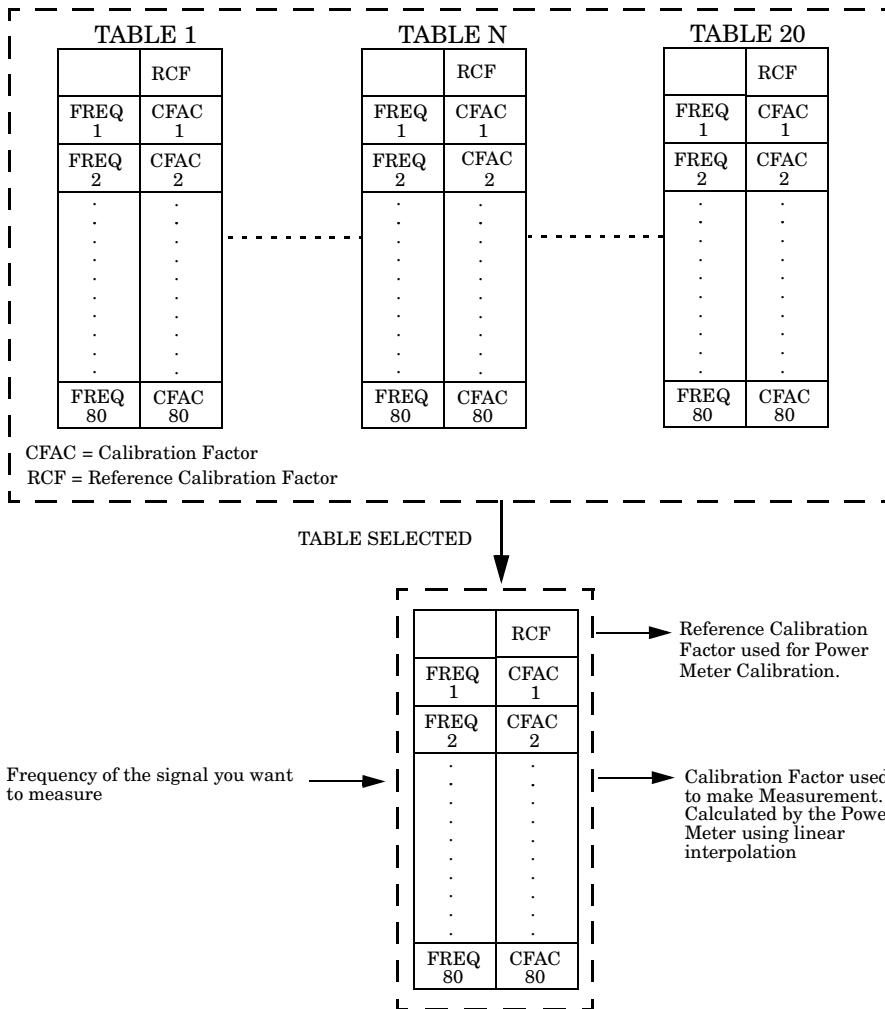 TABLE 1
RCF
FREQ 1
CFAC 1
FREQ 2
CFAC 2
FREQ 80
CFAC 80
TABLE N
RCF
FREQ 1
CFAC 1
FREQ 2
CFAC 2
FREQ 80
CFAC 80
TABLE 20
RCF
FREQ 1
CFAC 1
FREQ 2
CFAC 2
FREQ 80
CFAC 80
CFAC = Calibration Factor
RCF = Reference Calibration Factor
TABLE SELECTED
RCF
FREQ 1
CFAC 1
FREQ 2
CFAC 2
FREQ 80
CFAC 80
Reference Calibration
Factor used for Power
Meter Calibration.
Frequency of the signal you want
to measure
Calibration Factor used
to make Measurement.
Calculated by the Powe
Meter using linear
interpolation